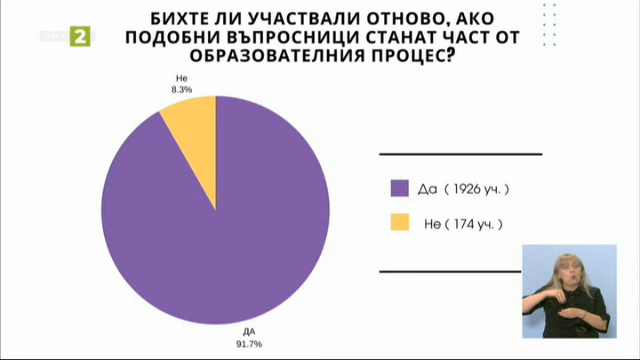 БИХТЕ ЛИ УЧАСТВАЛИ ОТНОВО, АКО
ПОДОБНИ ВЪПРОСНИЦИ СТАНАТ ЧАСТ ОТ
ОБРАЗОВАТЕЛНИЯ ПРОЦЕС?
2
Не
8.3%
Да ( 1926 уч. )
Не ( 174 уч. )
ДА
91.7%